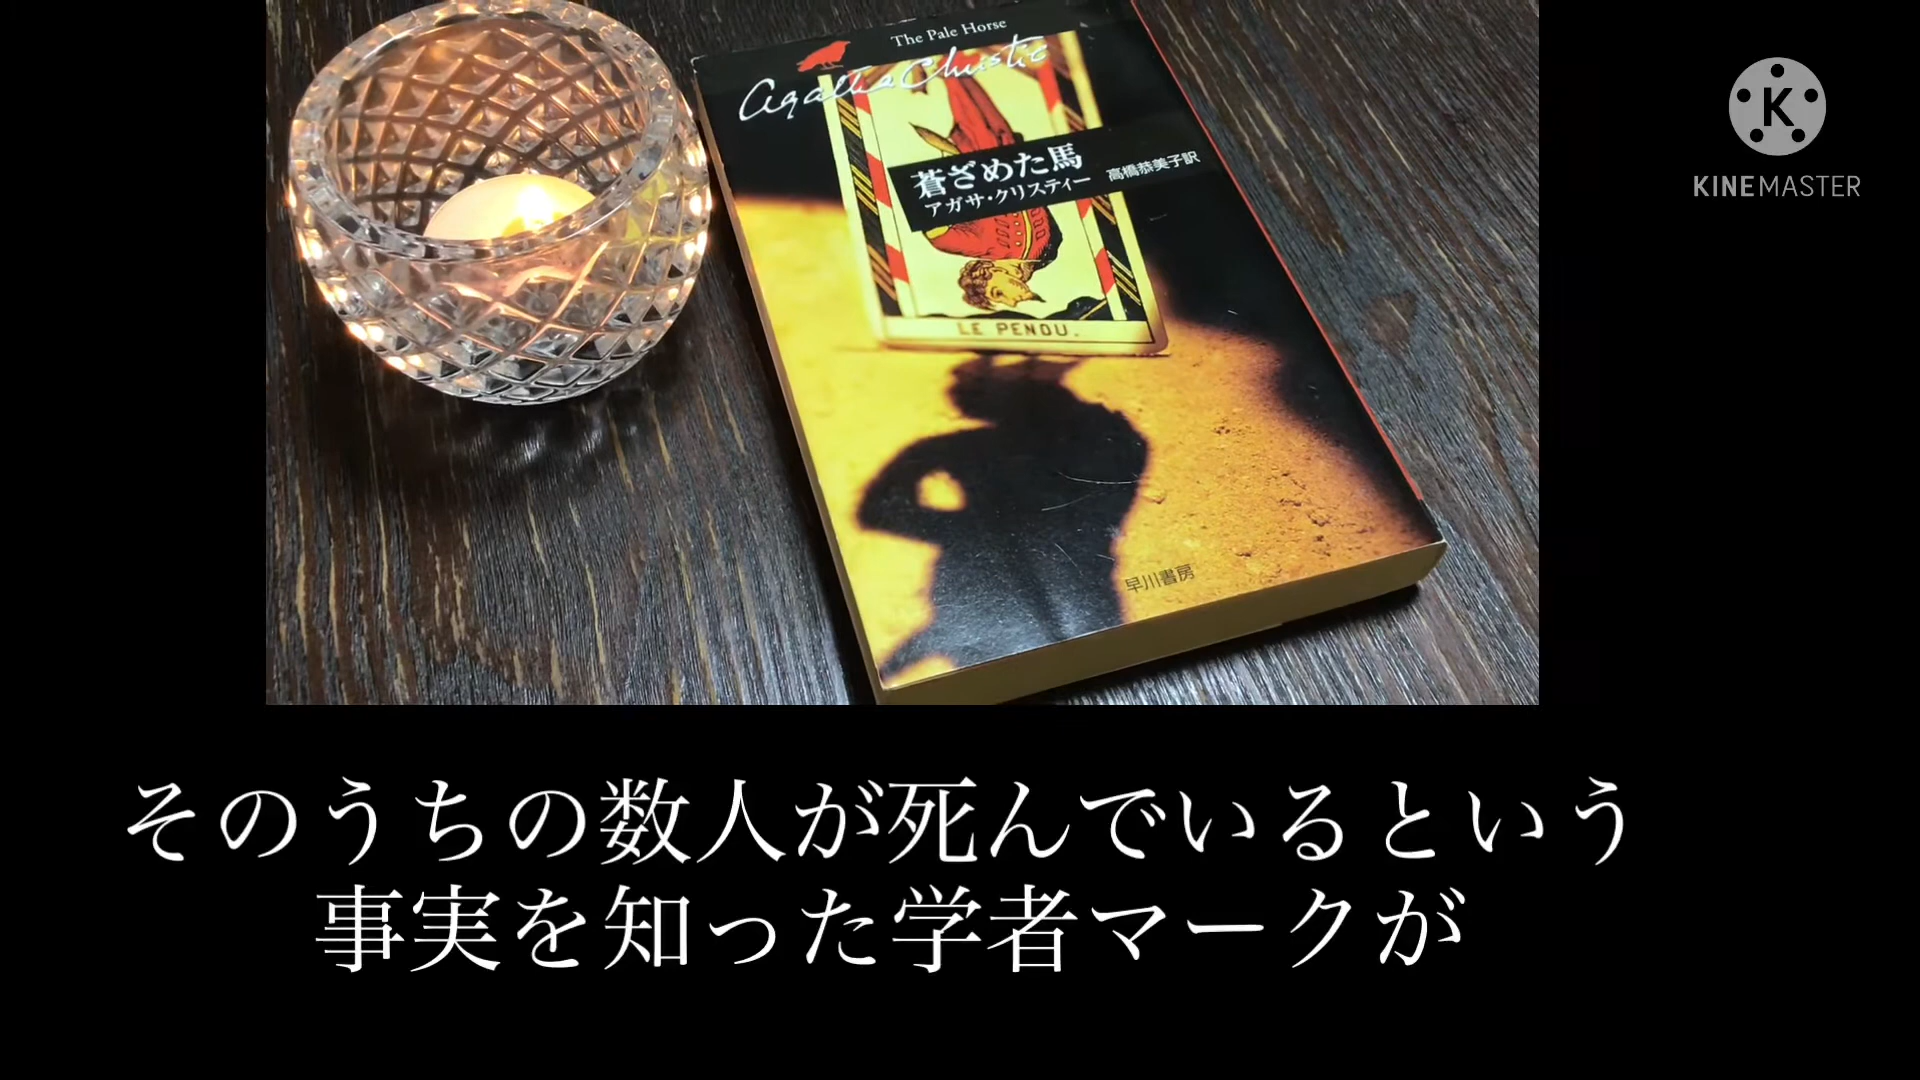 The Pale Horse
Agatha Christie
蒼ざめた馬
アガサ・クリスティー
高橋恭美子訳
LE PENDU.
早川書房
K
KINEMASTER
そのうちの数人が死んでいるという
事実を知った学者マークが